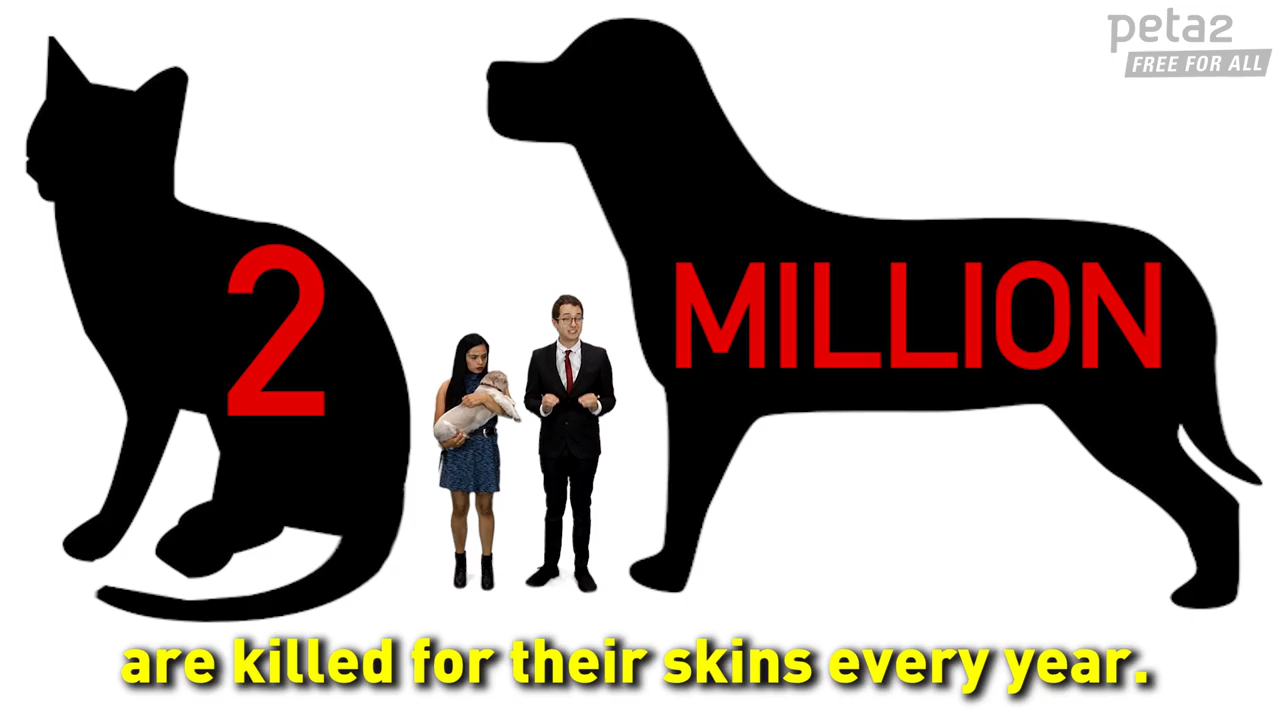 peta2
FREE FOR ALL
2 MILLION
are killed for their skins every year.